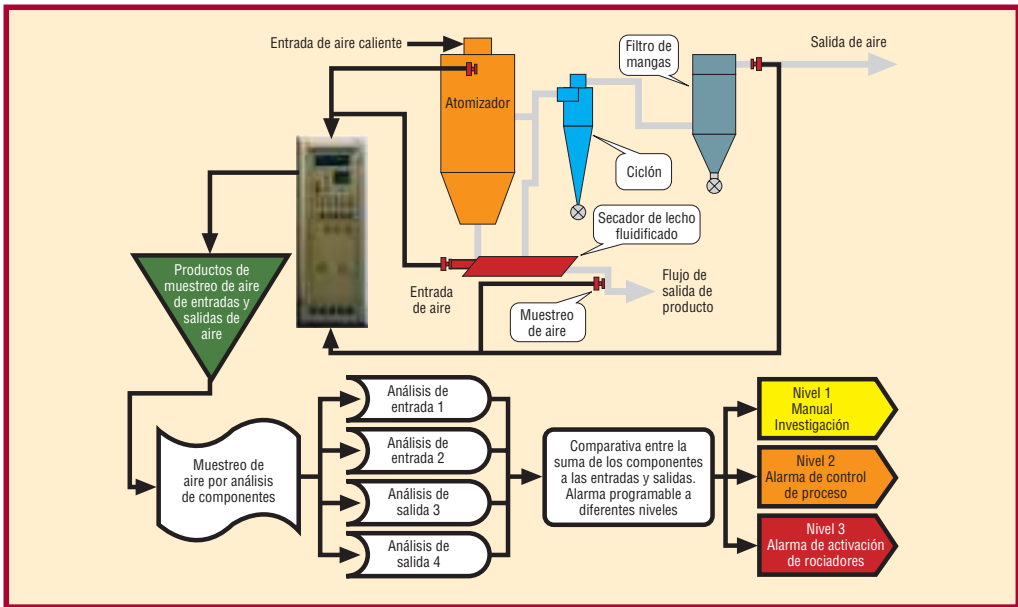 Entrada de aire caliente
Atomizador
Filtro de
mangas
Salida de aire
Ciclón
Secador de lecho
fluidificado
Entrada
de aire
Flujo de
salida de
producto
Muestreo
de aire
Productos de
muestreo de aire
de entradas y
salidas de
aire
Muestreo de
aire por análisis
de componentes
Análisis de
entrada 1
Análisis de
entrada 2
Análisis de
salida 3
Análisis de
salida 4
Comparativa entre la
suma de los componentes
a las entradas y salidas.
Alarma programable a
diferentes niveles
Nivel 1
Manual
Investigación
Nivel 2
Alarma de control
de proceso
Nivel 3
Alarma de activación
de rociadores